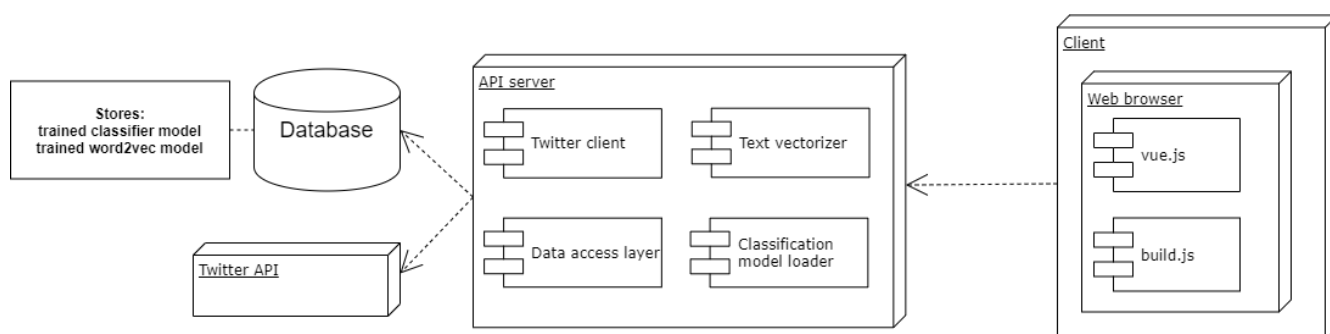 Stores:
trained classifier model
trained word2vec model
Database
Twitter API
API server
Twitter client
Text vectorizer
Data access layer
Classification
model loader
Client
Web browser
vue.js
build.js